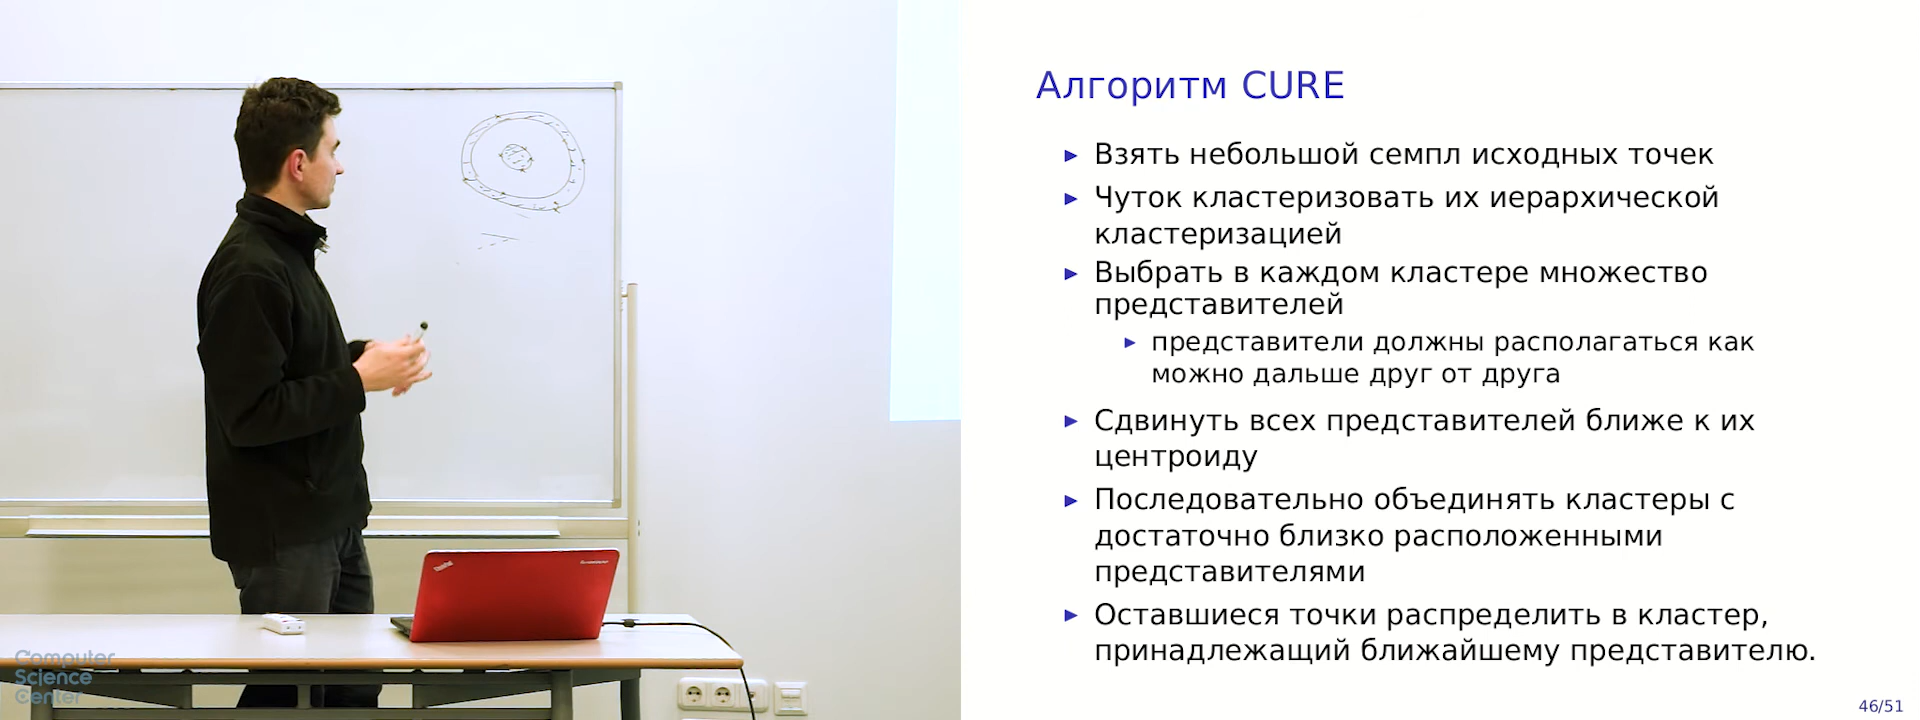 Алгоритм CURE
Взять небольшой семпл исходных точек
Чуток кластеризовать их иерархической
кластеризацией
Выбрать в каждом кластере множество
представителей
представители должны располагаться как
можно дальше друг от друга
Сдвинуть всех представителей ближе к их
центроиду
Последовательно объединять кластеры с
достаточно близко расположенными
представителями
Оставшиеся точки распределить в кластер,
принадлежащий ближайшему представителю.
46/51
Computer
Science
Center